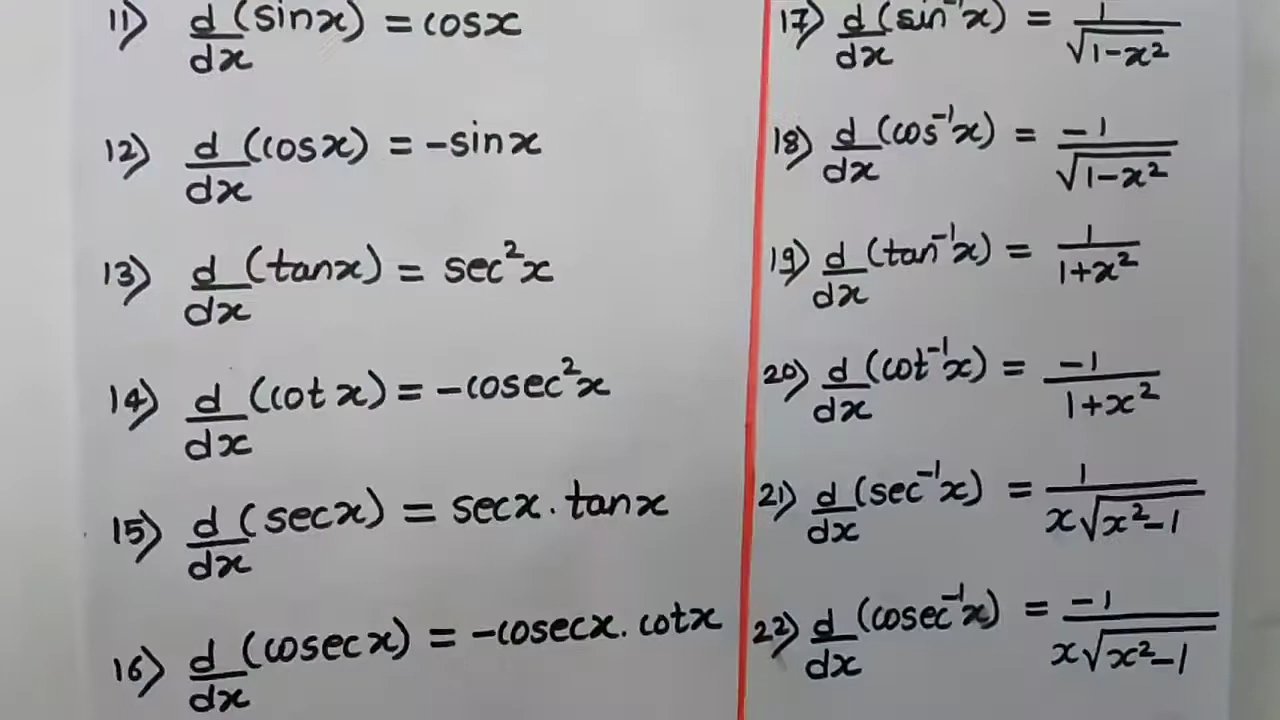 11) d/dx (sinx) = cosx
12) d/dx (cosx) = -sinx
13) d/dx (tanx) = sec²x
14) d/dx (cotx) = -cosec²x
15) d/dx (secx) = secx.tanx
16) d/dx (cosecx) = -cosecx.cotx
17) d/dx (sin⁻¹x) = 1/√(1-x²)
18) d/dx (cos⁻¹x) = -1/√(1-x²)
19) d/dx (tan⁻¹x) = 1/(1+x²)
20) d/dx (cot⁻¹x) = -1/(1+x²)
21) d/dx (sec⁻¹x) = 1/(x√(x²-1))
22) d/dx (cosec⁻¹x) = -1/(x√(x²-1))